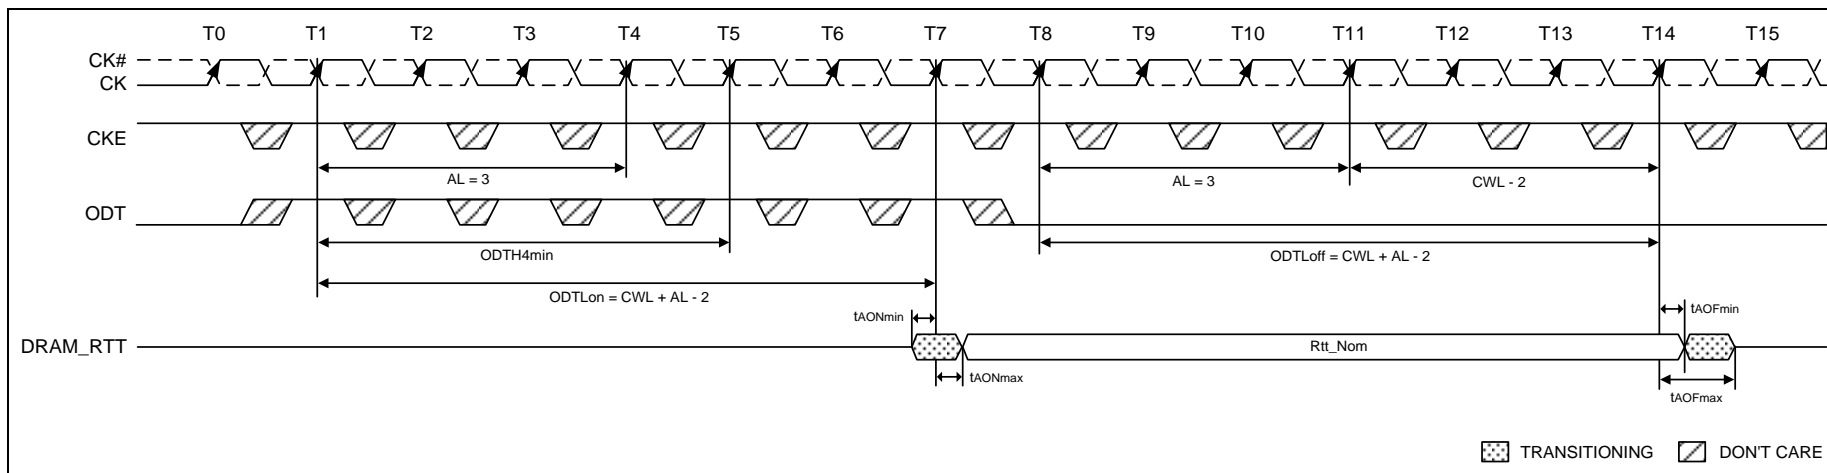 T0 T1 T2 T3 T4 T5 T6 T7 T8 T9 T10 T11 T12 T13 T14 T15
CK#
CK
CKE
AL = 3
AL = 3
CWL - 2
ODT
ODTH4min
ODTLoff = CWL + AL - 2
ODTLon = CWL + AL - 2
tAONmin
tAOFmin
DRAM_RTT
Rtt_Nom
tAONmax
tAOFmax
TRANSITIONING
DON'T CARE